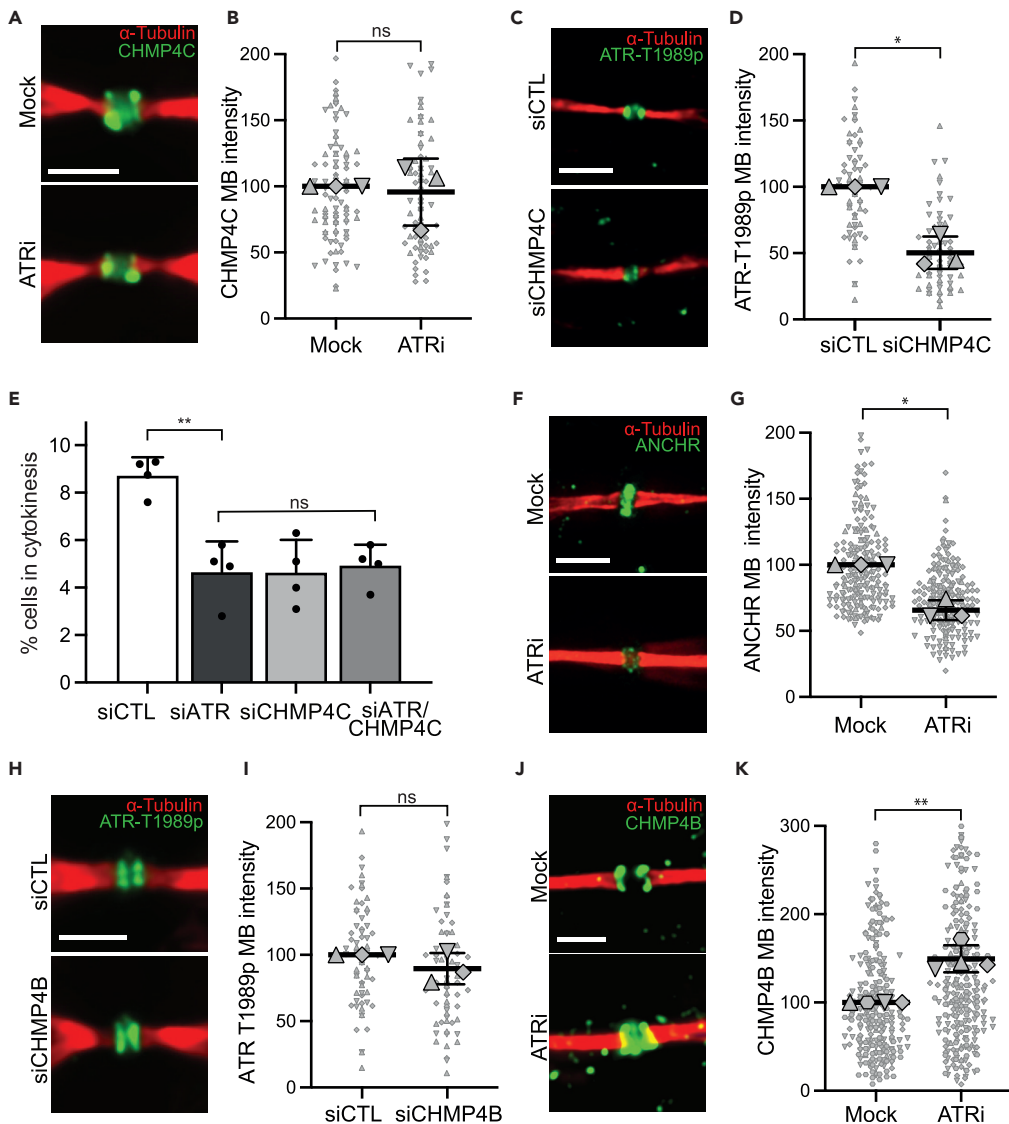 A
α-Tubulin
CHMP4C
Mock
ATRi
B
CHMP4C MB intensity
200
150
100
50
0
ns
Mock
ATRi
C
α-Tubulin
ATR-T1989p
siCTL
siCHMP4C
D
ATR-T1989p MB intensity
200
150
100
50
0
*
siCTL
siCHMP4C
E
% cells in cytokinesis
10
8
6
4
2
0
**
ns
siCTL
siATR
siCHMP4C
siATR/
CHMP4C
F
α-Tubulin
ANCHR
Mock
ATRi
G
ANCHR MB intensity
200
150
100
50
0
*
Mock
ATRi
H
α-Tubulin
ATR-T1989p
siCTL
siCHMP4B
I
ATR T1989p MB intensity
200
150
100
50
0
ns
siCTL
siCHMP4B
J
α-Tubulin
CHMP4B
Mock
ATRi
K
CHMP4B MB intensity
300
200
100
0
**
Mock
ATRi